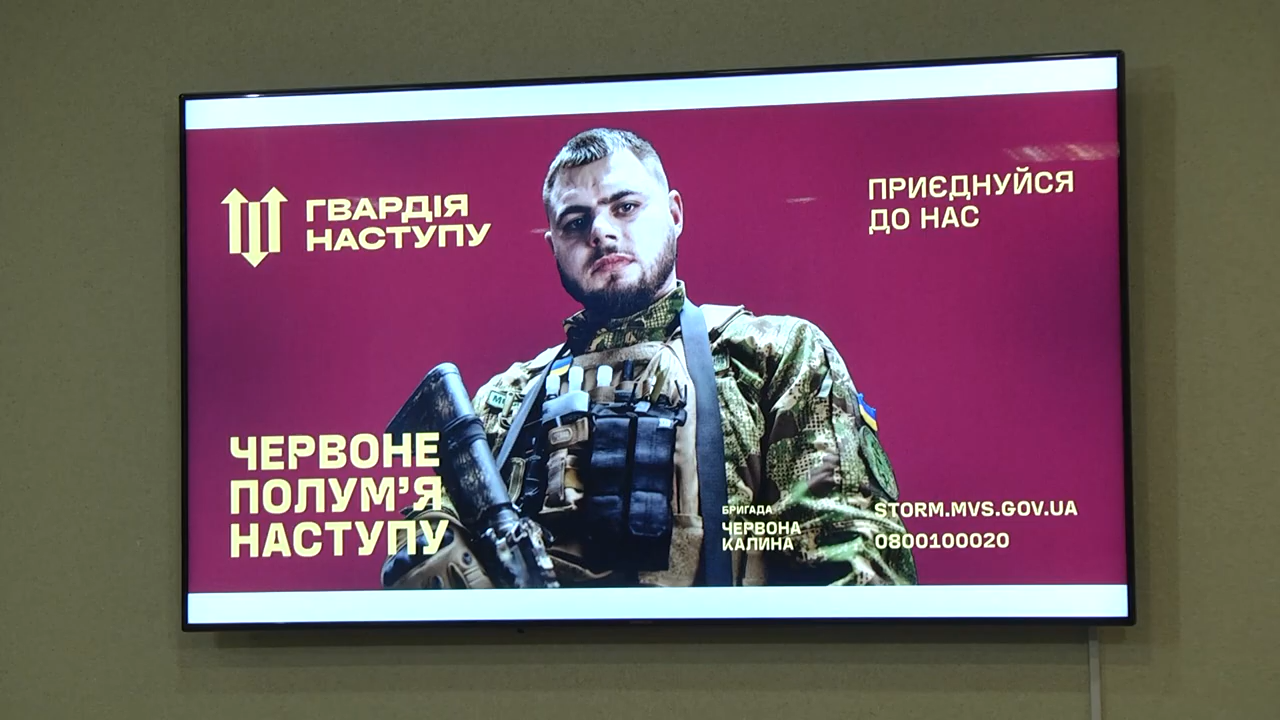 ГВАРДІЯ
НАСТУПУ
ПРИЄДНУЙСЯ
ДО НАС
ЧЕРВОНЕ
ПОЛУМ’Я
НАСТУПУ
БРИГАДА
ЧЕРВОНА
КАЛИНА
STORM.MVS.GOV.UA
0800100020